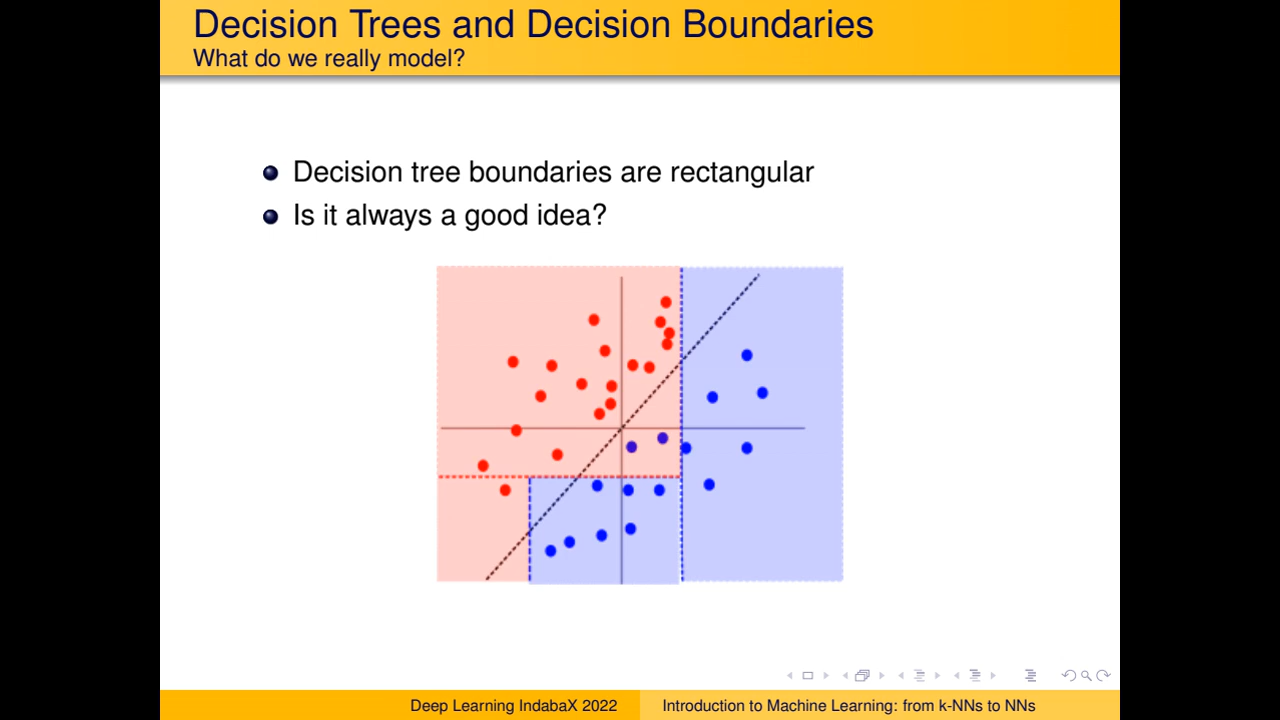 Decision Trees and Decision Boundaries
What do we really model?
Decision tree boundaries are rectangular
Is it always a good idea?
Deep Learning IndabaX 2022
Introduction to Machine Learning: from k-NNs to NNs